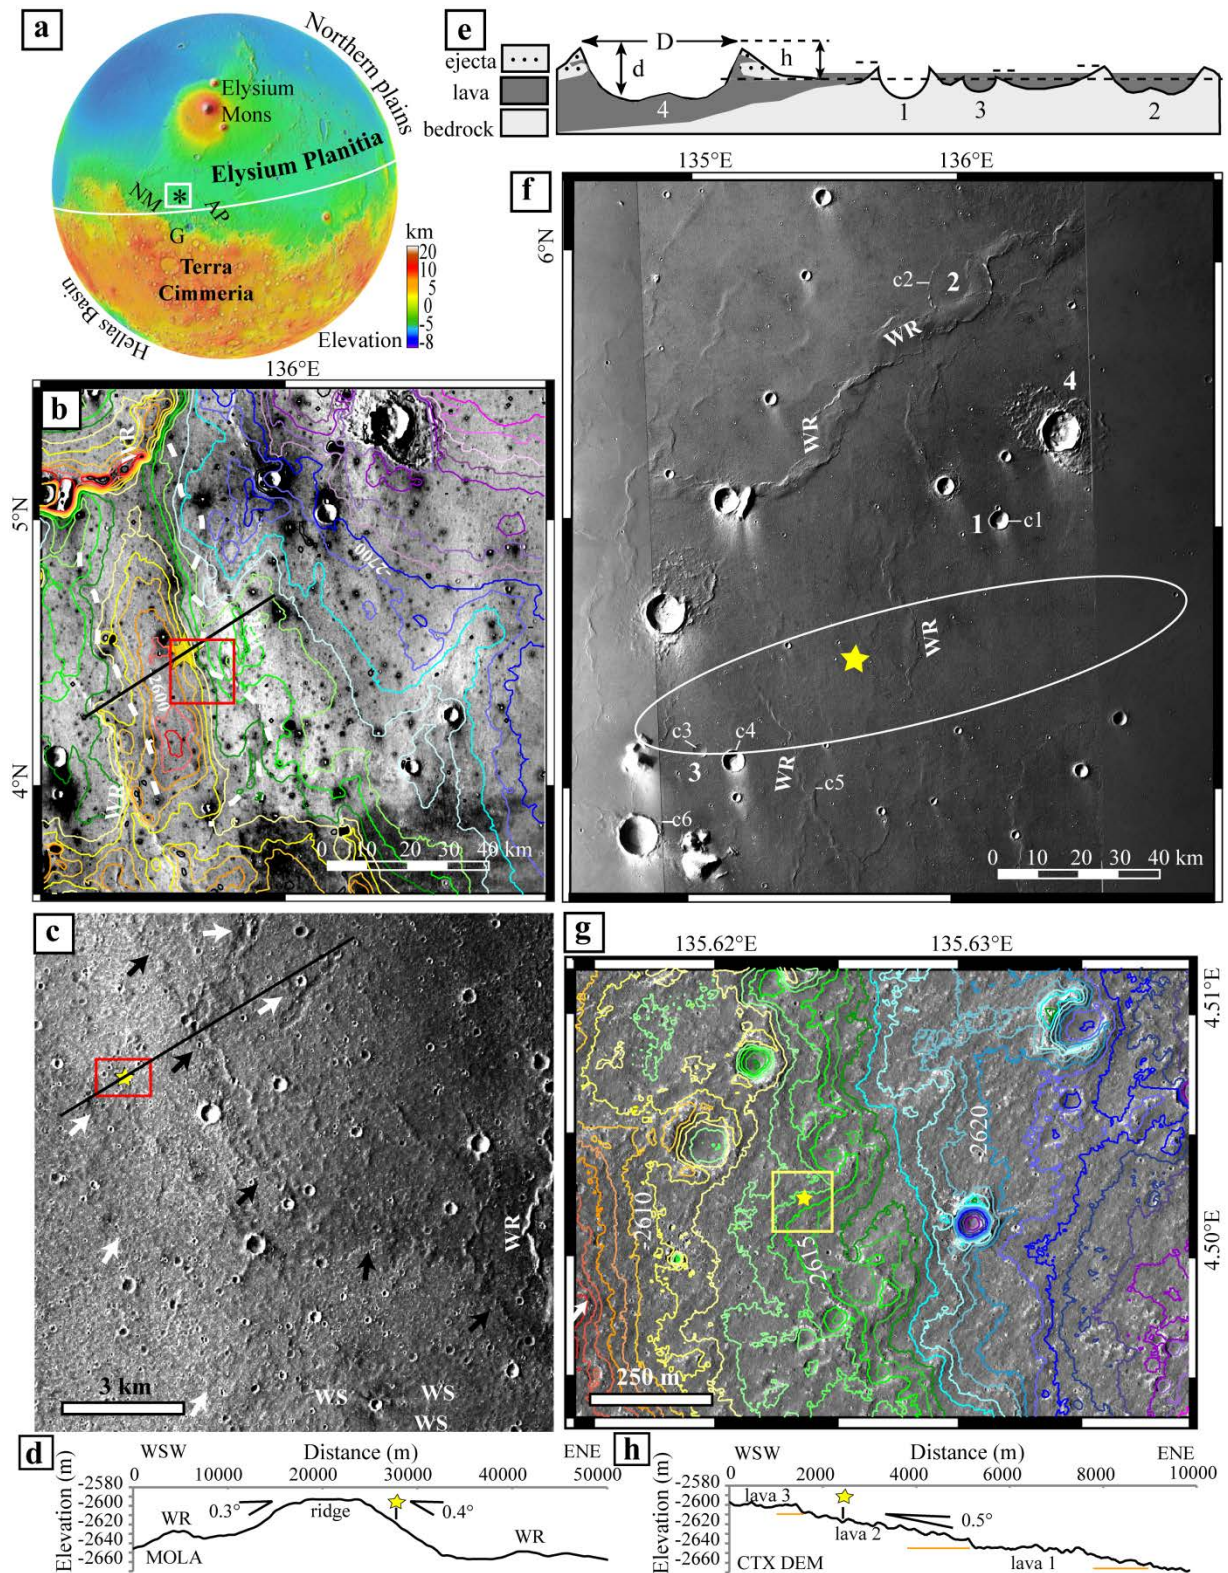 a
Northern plains
Elysium
Mons
Elysium Planitia
NM
*
AP
G
Terra
Cimmeria
Hellas Basin
Elevation
km
20
10
5
0
-5
-8
e
ejecta
lava
bedrock
D
d
h
4
1
3
2
136°E
b
WR
5°N
4°N
-2700
-2600
WR
0 10 20 30 40 km
135°E 136°E
f
6°N
c2
2
WR
4
WR
1
c1
WR
c3
c4
3
WR
c5
c6
0 10 20 30 40 km
c
WR
3 km
WS WS
WS
135.62°E 135.63°E
g
4.51°E
4.50°E
-2610
-2615
-2620
250 m
d
WSW Distance (m) ENE
0 10000 20000 30000 40000 50000
Elevation (m)
-2580
-2600
-2620
-2640
-2660
WR
0.3°
ridge
0.4°
WR
MOLA
h
WSW Distance (m) ENE
0 2000 4000 6000 8000 10000
Elevation (m)
-2580
-2600
-2620
-2640
-2660
lava 3
lava 2
0.5°
lava 1
CTX DEM